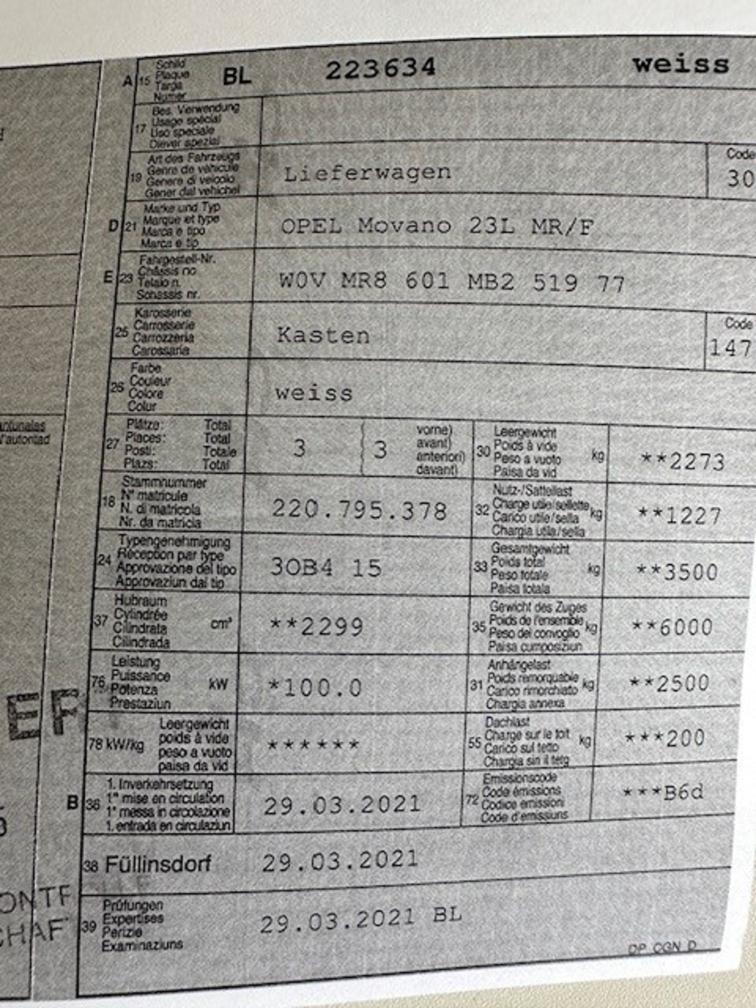 A 15 Schild Plaque Targa Numer BL 223634 weiss
17 Bes. Verwendung
Usage spécial
Uso speciale
Diever spezial
19 Art des Fahrzeugs
Genre de véhicule
Genere di veicolo
Gener dal vehichel
Lieferwagen
Code
30
D 21 Marke und Typ
Marque et type
Marca e tipo
Marca e tip
OPEL Movano 23L MR/F
E 23 Fahrgestell-Nr.
Châssis no
Telaio n.
Schassis nr.
W0V MR8 601 MB2 519 77
25 Karosserie
Carrosserie
Carrozzeria
Carossaria
Kasten
Code
147
26 Farbe
Couleur
Colore
Colur
weiss
27 Plätze: Total
Places: Total
Posti: Totale
Plazs: Total
3
3
vorne)
avant)
anteriori)
davant)
30 Leergewicht
Poids à vide
Peso a vuoto
Paisa da vid
kg
**2273
18 Stammnummer
N° matricule
N. di matricola
Nr. da matricla
220.795.378
32 Nutz-/Sattellast
Charge utile/sellette
Carico utile/sella
Chargia útila/sella
kg
**1227
24 Typengenehmigung
Réception par type
Approvazione del tipo
Approvaziun dal tip
3OB4 15
33 Gesamtgewicht
Poids total
Peso totale
Paisa totala
kg
**3500
37 Hubraum
Cylindrée
Cilindrata
Cilindrada
cm³
**2299
35 Gewicht des Zuges
Poids de l'ensemble
Peso del convoglio
Paisa cumposiziun
kg
**6000
76 Leistung
Puissance
Potenza
Prestaziun
kW
*100.0
31 Anhängelast
Poids remorquable
Carico rimorchiato
Chargia annexa
kg
**2500
78 kW/kg
Leergewicht
poids à vide
peso a vuoto
paisa da vid
******
55 Dachlast
Charge sur le toit
Carico sul tetto
Chargia sin il tetg
kg
***200
B 36 1. Inverkehrsetzung
1re mise en circulation
1a messa in circolazione
1. entrada en circulaziun
29.03.2021
72 Emissionscode
Code émissions
Codice emissioni
Code d'emissiuns
***B6d
38 Füllinsdorf 29.03.2021
39 Prüfungen
Expertises
Perizie
Examinaziuns
29.03.2021 BL
DP CGN D